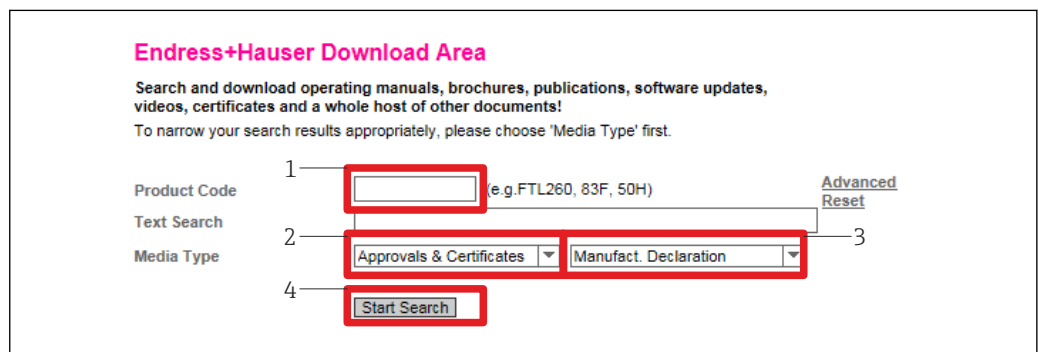 Endress+Hauser Download Area
Search and download operating manuals, brochures, publications, software updates,
videos, certificates and a whole host of other documents!
To narrow your search results appropriately, please choose 'Media Type' first.
1
Product Code (e.g.FTL260, 83F, 50H) Advanced
Reset
Text Search
2 3
Media Type Approvals & Certificates Manufact. Declaration
4
Start Search